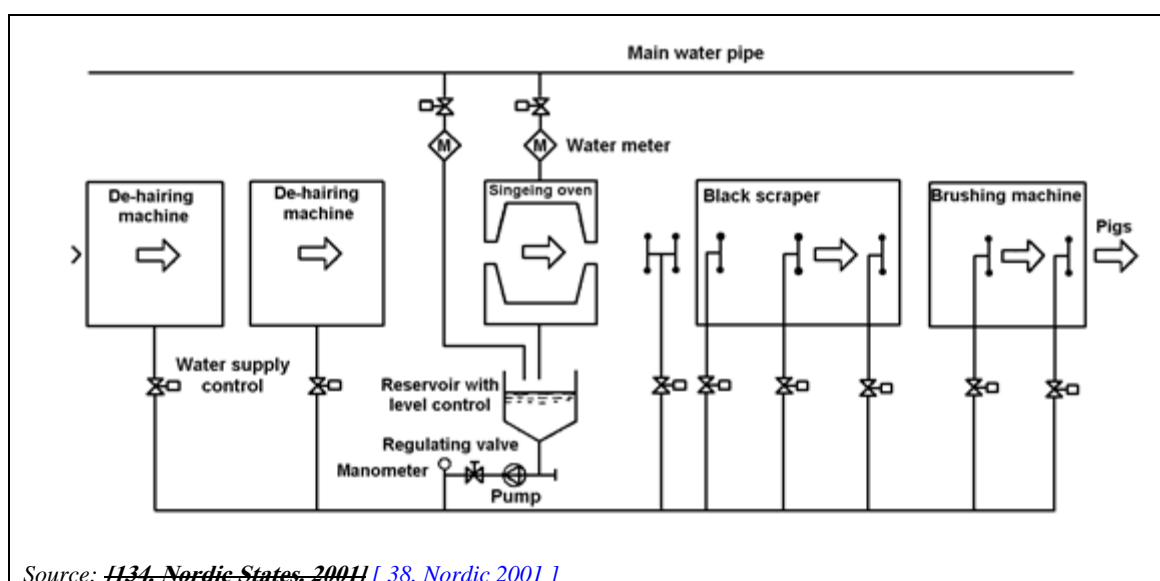 Main water pipe
M
M
Water meter
De-hairing
machine
De-hairing
machine
Singeing oven
Black scraper
Brushing machine
Pigs
Water supply
control
Reservoir with
level control
Regulating valve
Manometer
Pump
Source: [134, Nordic States, 2001] [ 38, Nordic 2001 ]